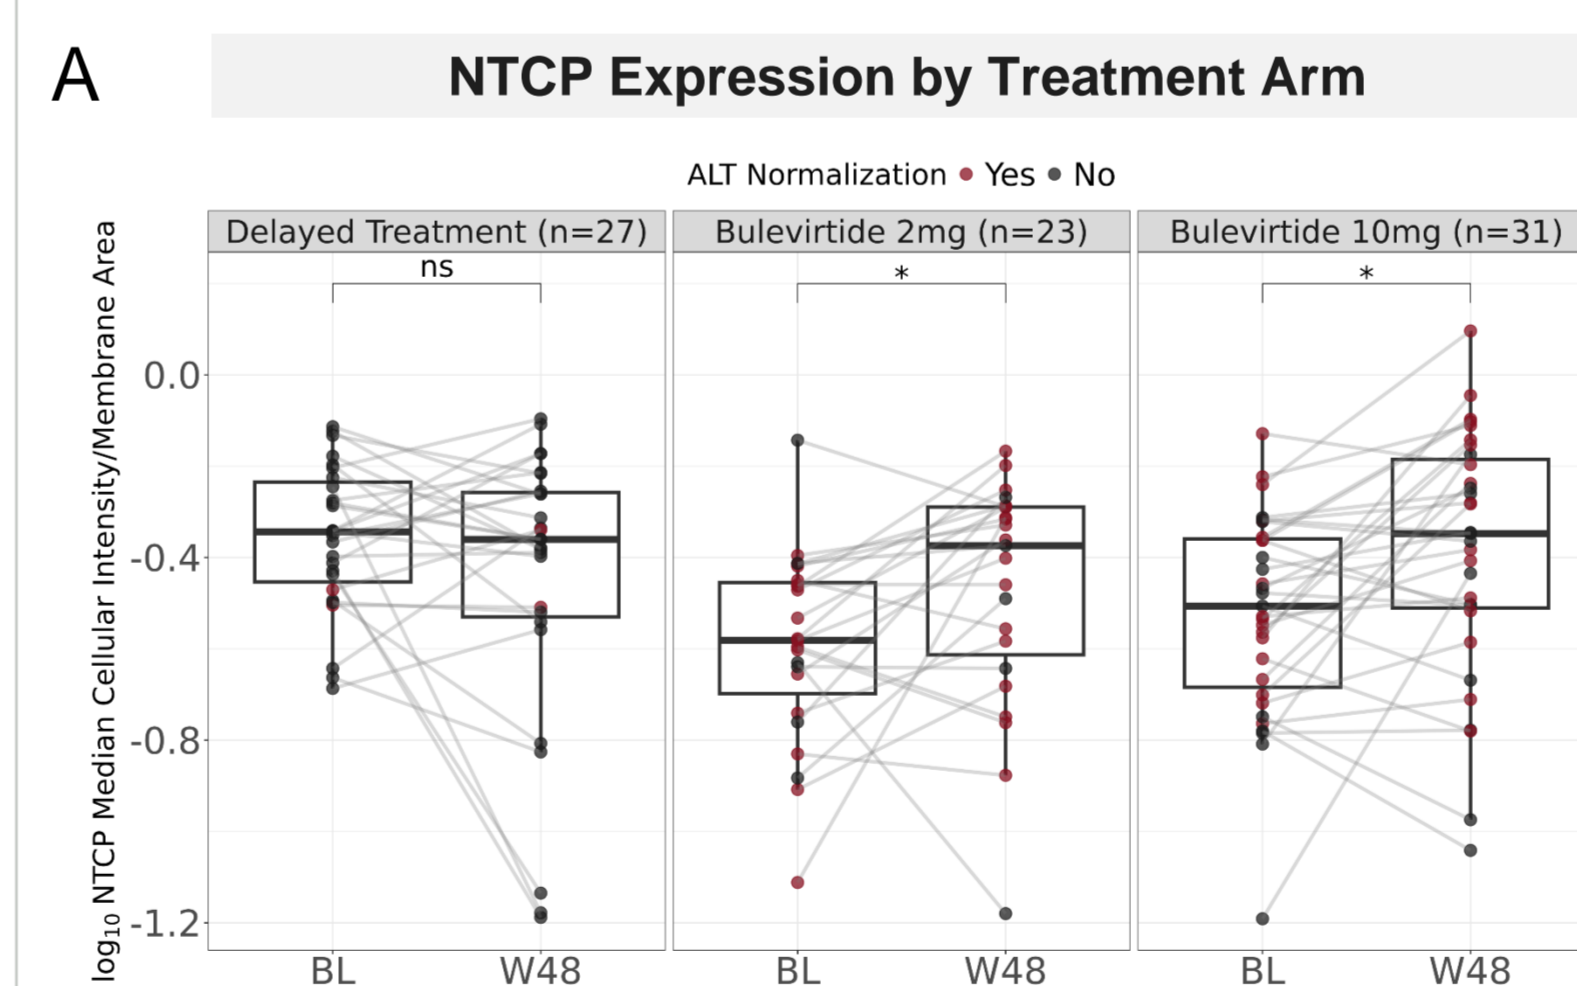 A
NTCP Expression by Treatment Arm
ALT Normalization Yes No
log10 NTCP Median Cellular Intensity/Membrane Area
Delayed Treatment (n=27)
Bulevirtide 2mg (n=23)
Bulevirtide 10mg (n=31)
ns
*
*
0.0
-0.4
-0.8
-1.2
BL W48 BL W48 BL W48